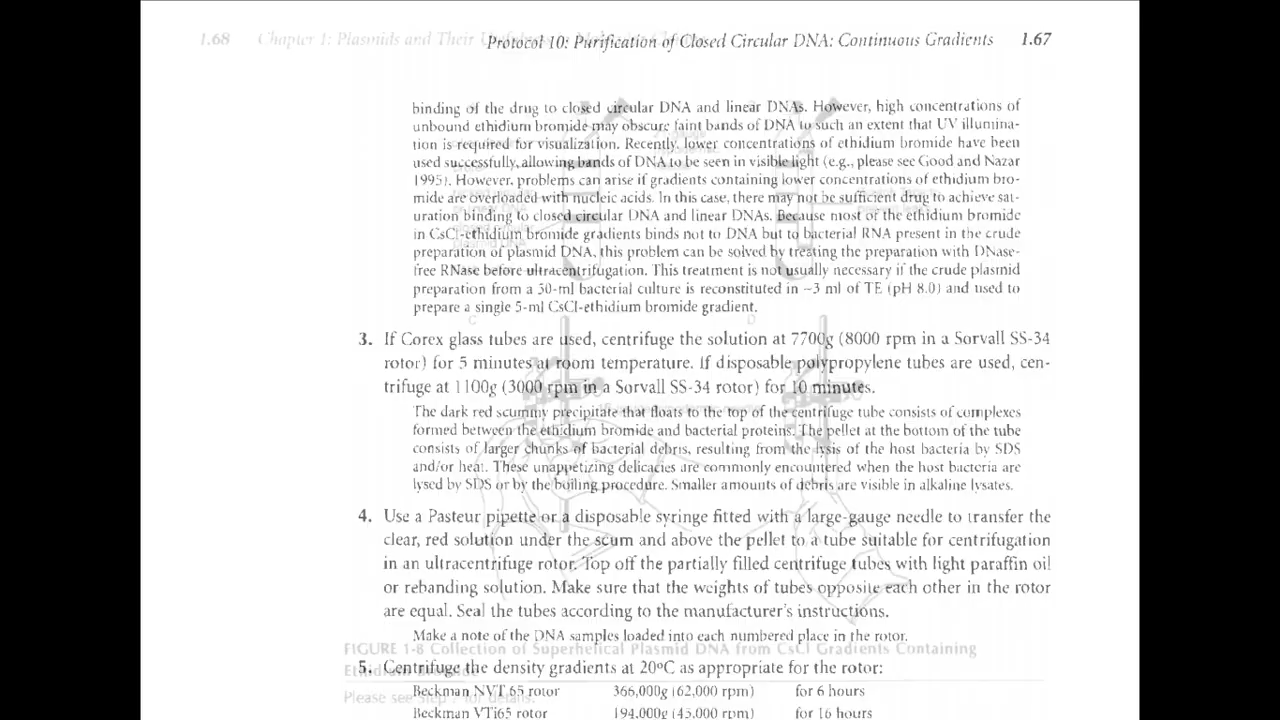 1.68 Chapter 1: Plasmids and Their
Protocol 10: Purification of Closed Circular DNA: Continuous Gradients 1.67
binding of the drug to closed circular DNA and linear DNAs. However, high concentrations of
unbound ethidium bromide may obscure faint bands of DNA to such an extent that UV illumina-
tion is required for visualization. Recently, lower concentrations of ethidium bromide have been
used successfully, allowing bands of DNA to be seen in visible light (e.g., please see Good and Nazar
1995). However, problems can arise if gradients containing lower concentrations of ethidium bro-
mide are overloaded with nucleic acids. In this case, there may not be sufficient drug to achieve sat-
uration binding to closed circular DNA and linear DNAs. Because most of the ethidium bromide
in CsCl-ethidium bromide gradients binds not to DNA but to bacterial RNA present in the crude
preparation of plasmid DNA, this problem can be solved by treating the preparation with DNase-
free RNase before ultracentrifugation. This treatment is not usually necessary if the crude plasmid
preparation from a 50-ml bacterial culture is reconstituted in ~3 ml of TE (pH 8.0) and used to
prepare a single 5-ml CsCl-ethidium bromide gradient.
C D
3. If Corex glass tubes are used, centrifuge the solution at 7700g (8000 rpm in a Sorvall SS-34
rotor) for 5 minutes at room temperature. If disposable polypropylene tubes are used, cen-
trifuge at 1100g (3000 rpm in a Sorvall SS-34 rotor) for 10 minutes.
The dark red scummy precipitate that floats to the top of the centrifuge tube consists of complexes
formed between the ethidium bromide and bacterial proteins. The pellet at the bottom of the tube
consists of larger chunks of bacterial debris, resulting from the lysis of the host bacteria by SDS
and/or heat. These unappetizing delicacies are commonly encountered when the host bacteria are
lysed by SDS or by the boiling procedure. Smaller amounts of debris are visible in alkaline lysates.
4. Use a Pasteur pipette or a disposable syringe fitted with a large-gauge needle to transfer the
clear, red solution under the scum and above the pellet to a tube suitable for centrifugation
in an ultracentrifuge rotor. Top off the partially filled centrifuge tubes with light paraffin oil
or rebanding solution. Make sure that the weights of tubes opposite each other in the rotor
are equal. Seal the tubes according to the manufacturer's instructions.
Make a note of the DNA samples loaded into each numbered place in the rotor.
FIGURE 1-8 Collection of Superhelical Plasmid DNA from CsCl Gradients Containing
Ethidium Bromide
5. Centrifuge the density gradients at 20°C as appropriate for the rotor:
Beckman NVT 65 rotor 366,000g (62,000 rpm) for 6 hours
Please see Step 7 for details.
Beckman VTi65 rotor 194,000g (45,000 rpm) for 16 hours